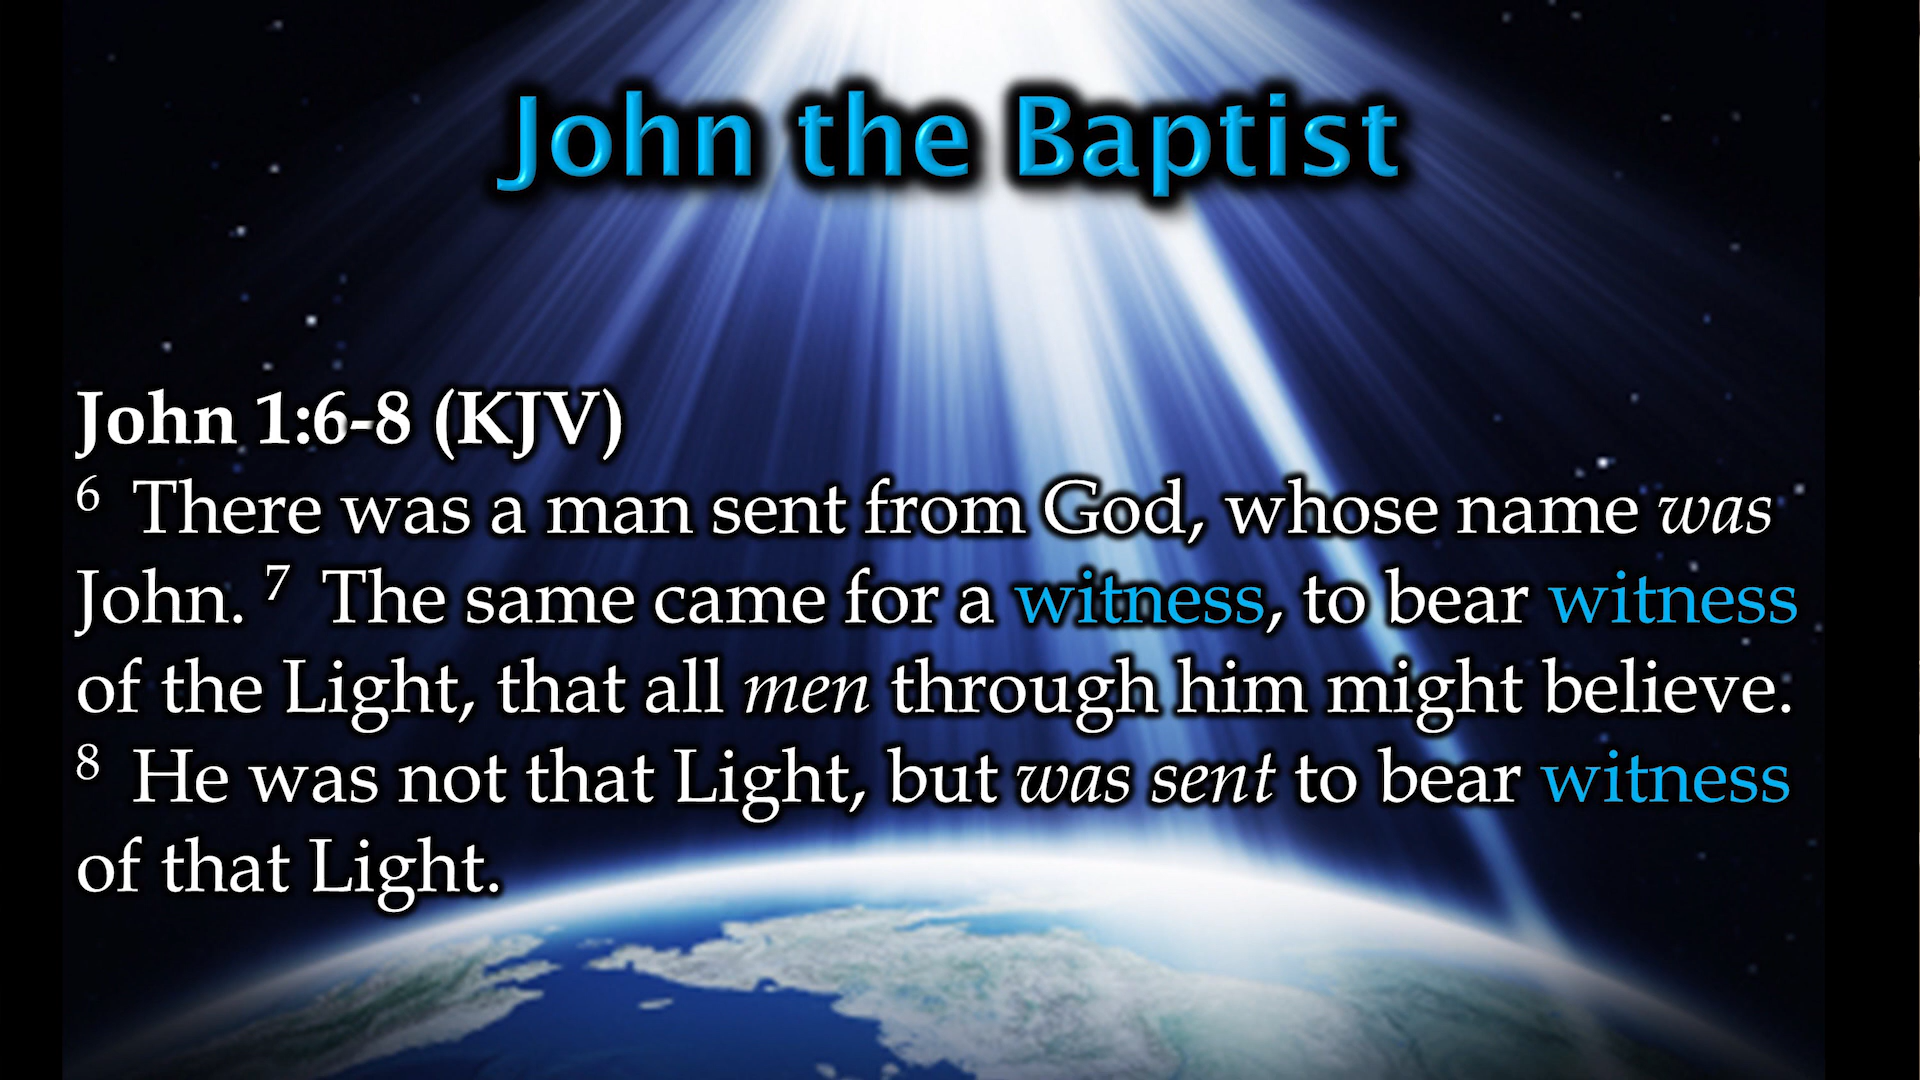 John the Baptist
John 1:6-8 (KJV)
6 There was a man sent from God, whose name was
John. 7 The same came for a witness, to bear witness
of the Light, that all men through him might believe.
8 He was not that Light, but was sent to bear witness
of that Light.